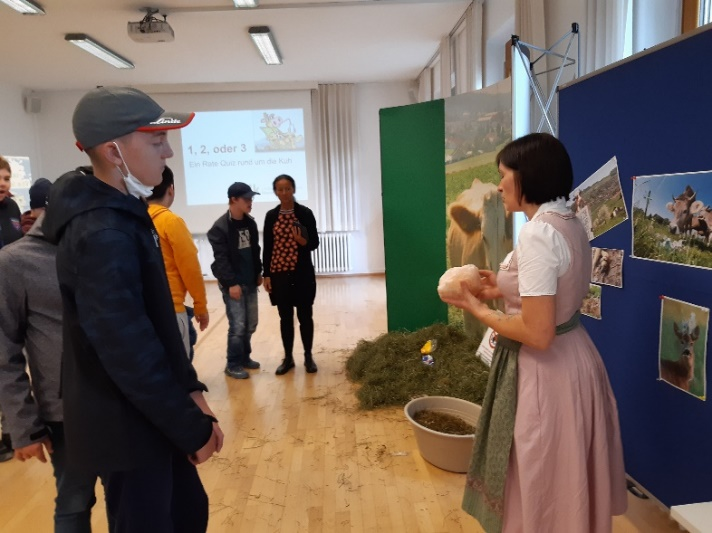 1, 2, oder 3
Ein Rate-Quiz rund um die Kuh